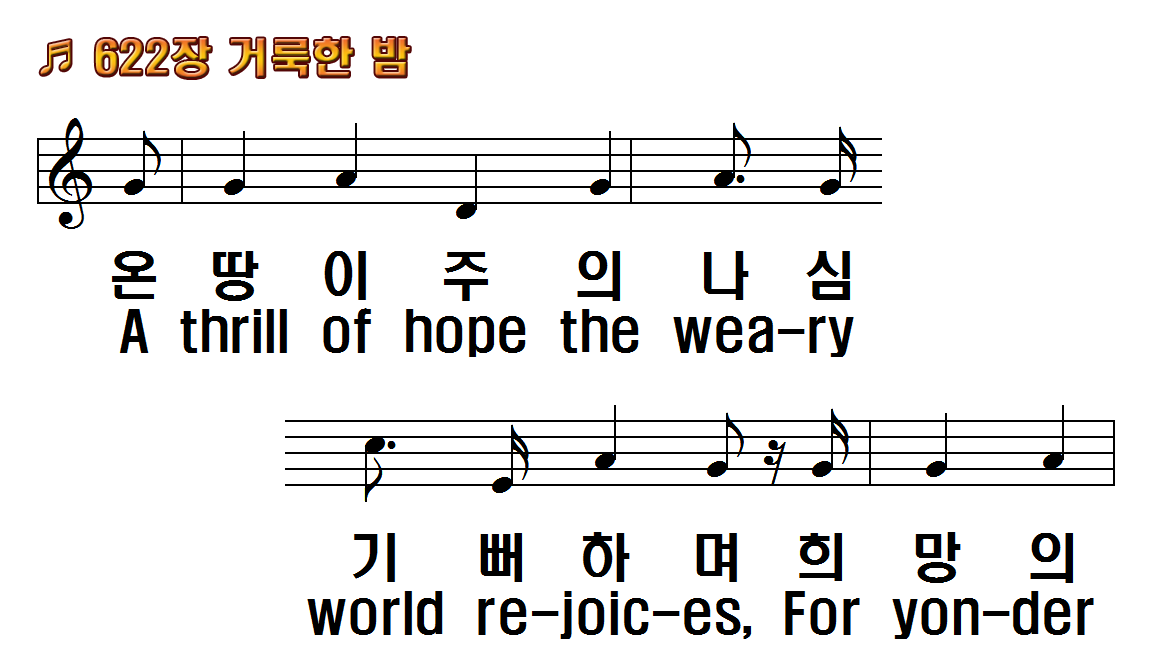 ♬ 622장 거룩한 밤
온 땅 이 주 의 나 심
A thrill of hope the wea-ry
기 뻐 하 며 희 망 의
world re-joic-es, For yon-der